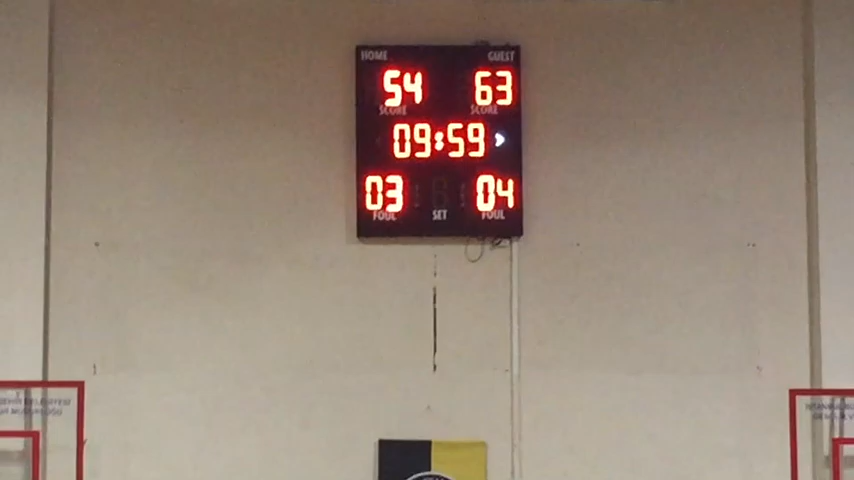 HOME GUEST
54 63
SCORE SCORE
09:59
03 04
FOUL SET FOUL